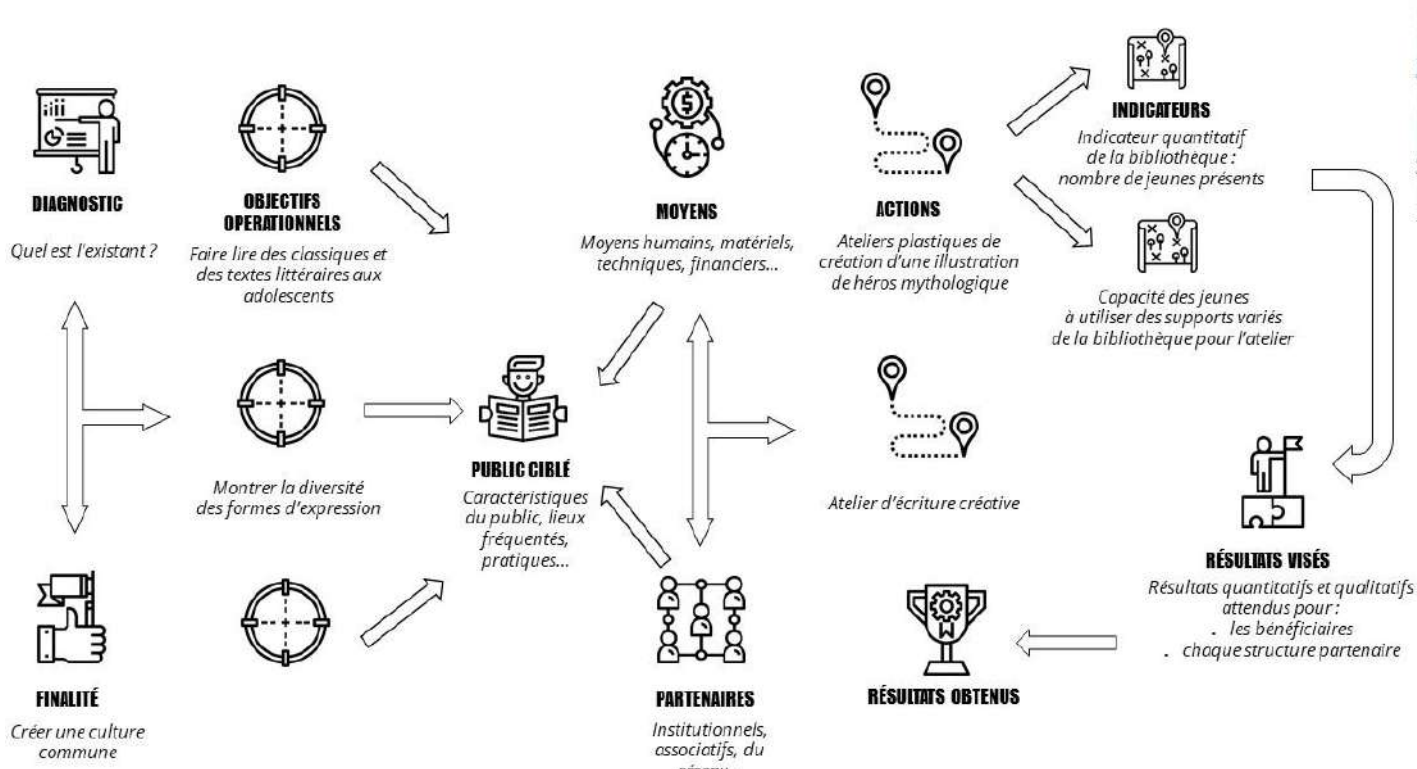 DIAGNOSTIC
Quel est l'existant ?
OBJECTIFS
OPERATIONNELS
Faire lire des classiques et
des textes littéraires aux
adolescents
MOYENS
Moyens humains, matériels,
techniques, financiers...
ACTIONS
Ateliers plastiques de
création d'une illustration
de héros mythologique
INDICATEURS
Indicateur quantitatif
de la bibliothèque :
nombre de jeunes présents
Capacité des jeunes
à utiliser des supports variés
de la bibliothèque pour l'atelier
Montrer la diversité
des formes d'expression
PUBLIC CIBLÉ
Caractéristiques
du public, lieux
fréquentés,
pratiques...
Atelier d'écriture créative
RÉSULTATS VISÉS
Résultats quantitatifs et qualitatifs
attendus pour :
. les bénéficiaires
. chaque structure partenaire
FINALITÉ
Créer une culture
commune
PARTENAIRES
Institutionnels,
associatifs, du
RÉSULTATS OBTENUS